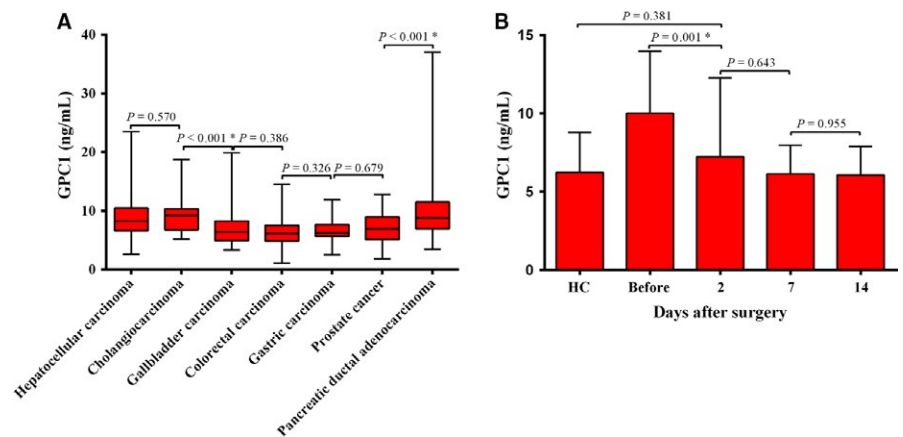 A
GPC1 (ng/mL)
40
30
20
10
0
P = 0.570
P < 0.001 *
P = 0.386
P = 0.326
P = 0.679
P < 0.001 *
Hepatocellular carcinoma
Cholangiocarcinoma
Gallbladder carcinoma
Colorectal carcinoma
Gastric carcinoma
Prostate cancer
Pancreatic ductal adenocarcinoma
B
GPC1 (ng/mL)
15
10
5
0
P = 0.381
P = 0.001 *
P = 0.643
P = 0.955
HC Before 2 7 14
Days after surgery